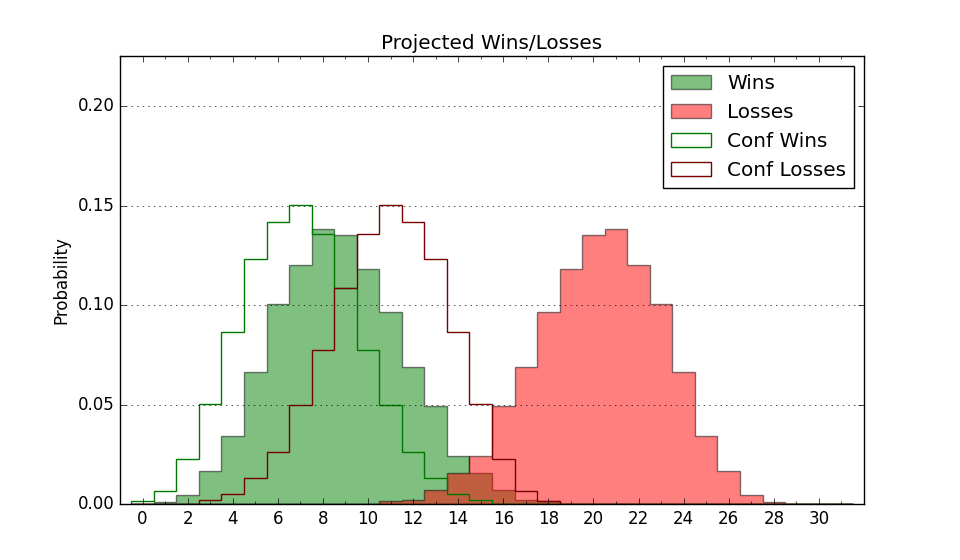 Projected Wins/Losses
Wins
Losses
Conf Wins
Conf Losses
Probability
0.20
0.15
0.10
0.05
0.00
0 2 4 6 8 10 12 14 16 18 20 22 24 26 28 30